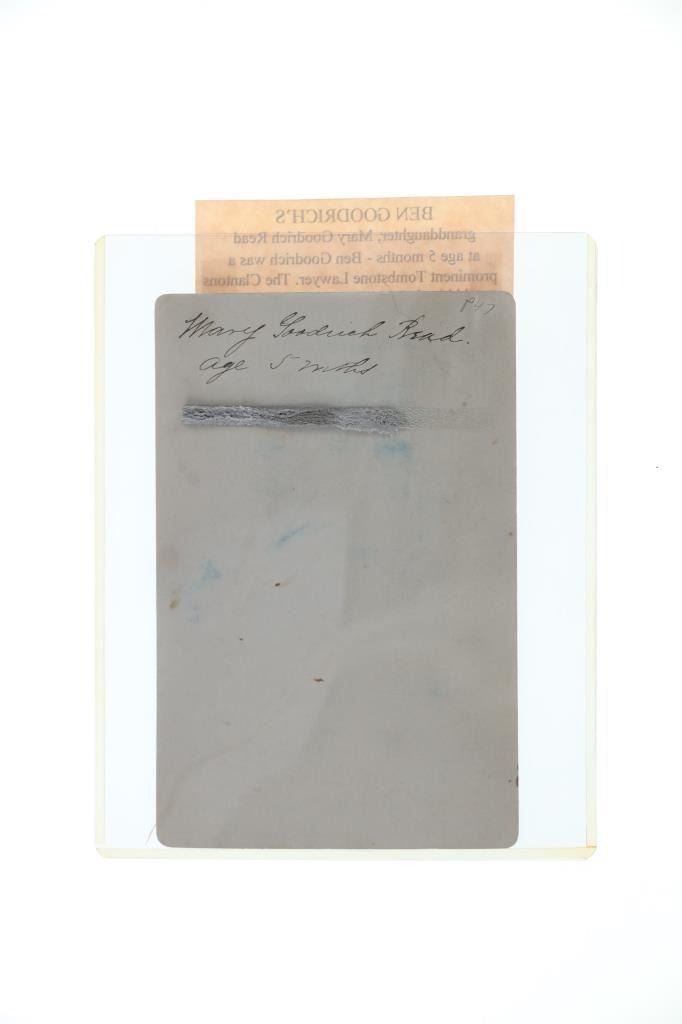 BEN GOODRICH'S
granddaughter, Mary Goodrich Read
at age 5 months - Ben Goodrich was a
prominent Tombstone Lawyer. The Clantons
P47
Mary Goodrich Read.
age 5 mths